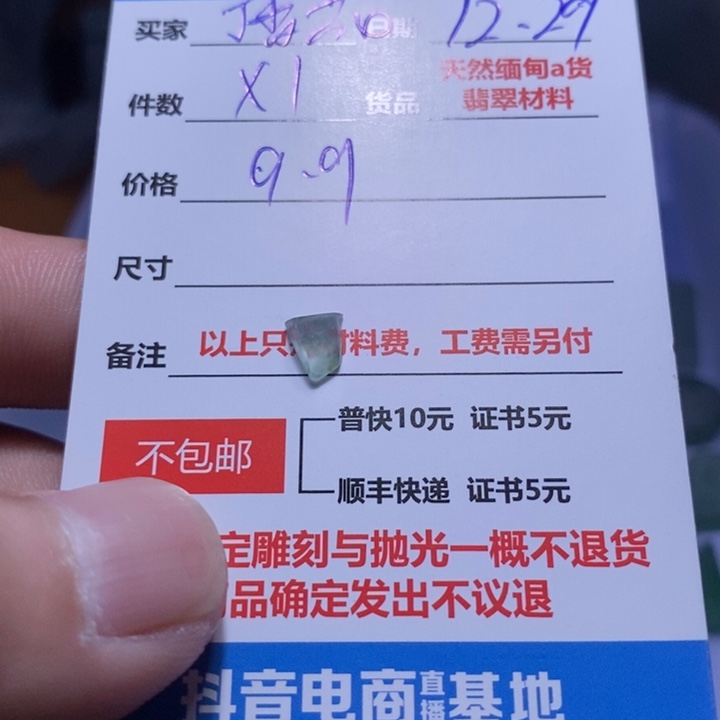 买家 日期 12.29
件数 X1 货品 天然缅甸a货
翡翠材料
价格 9.9
尺寸
备注 以上只 材料费，工费需另付
不包邮
普快10元 证书5元
顺丰快递 证书5元
定雕刻与抛光一概不退货
品确定发出不议退
抖音电商直播基地